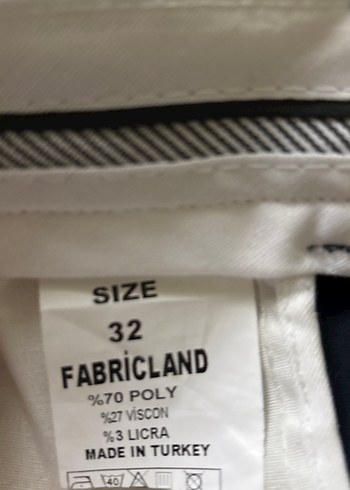 SIZE
32
FABRİCLAND
%70 POLY
%27 VİSCON
%3 LICRA
MADE IN TURKEY
40